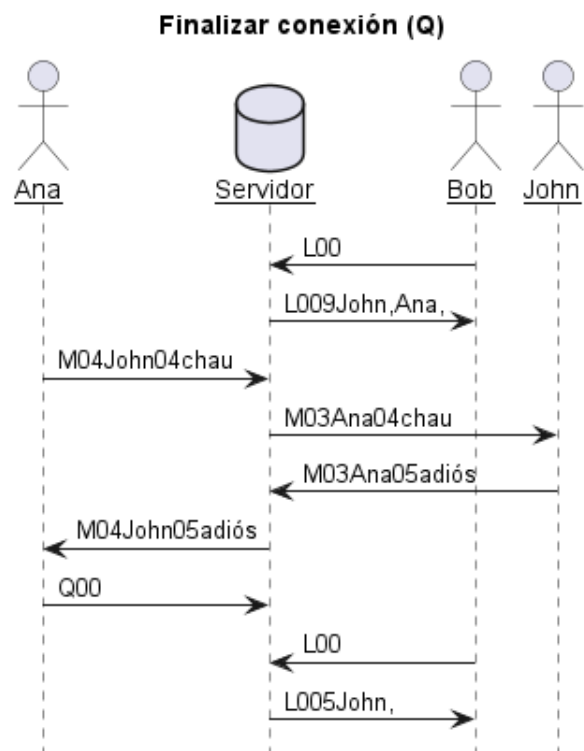 Finalizar conexión (Q)
Ana
Servidor
Bob
John
L00
L009John,Ana,
M04John04chau
M03Ana04chau
M03Ana05adiós
M04John05adiós
Q00
L00
L005John,